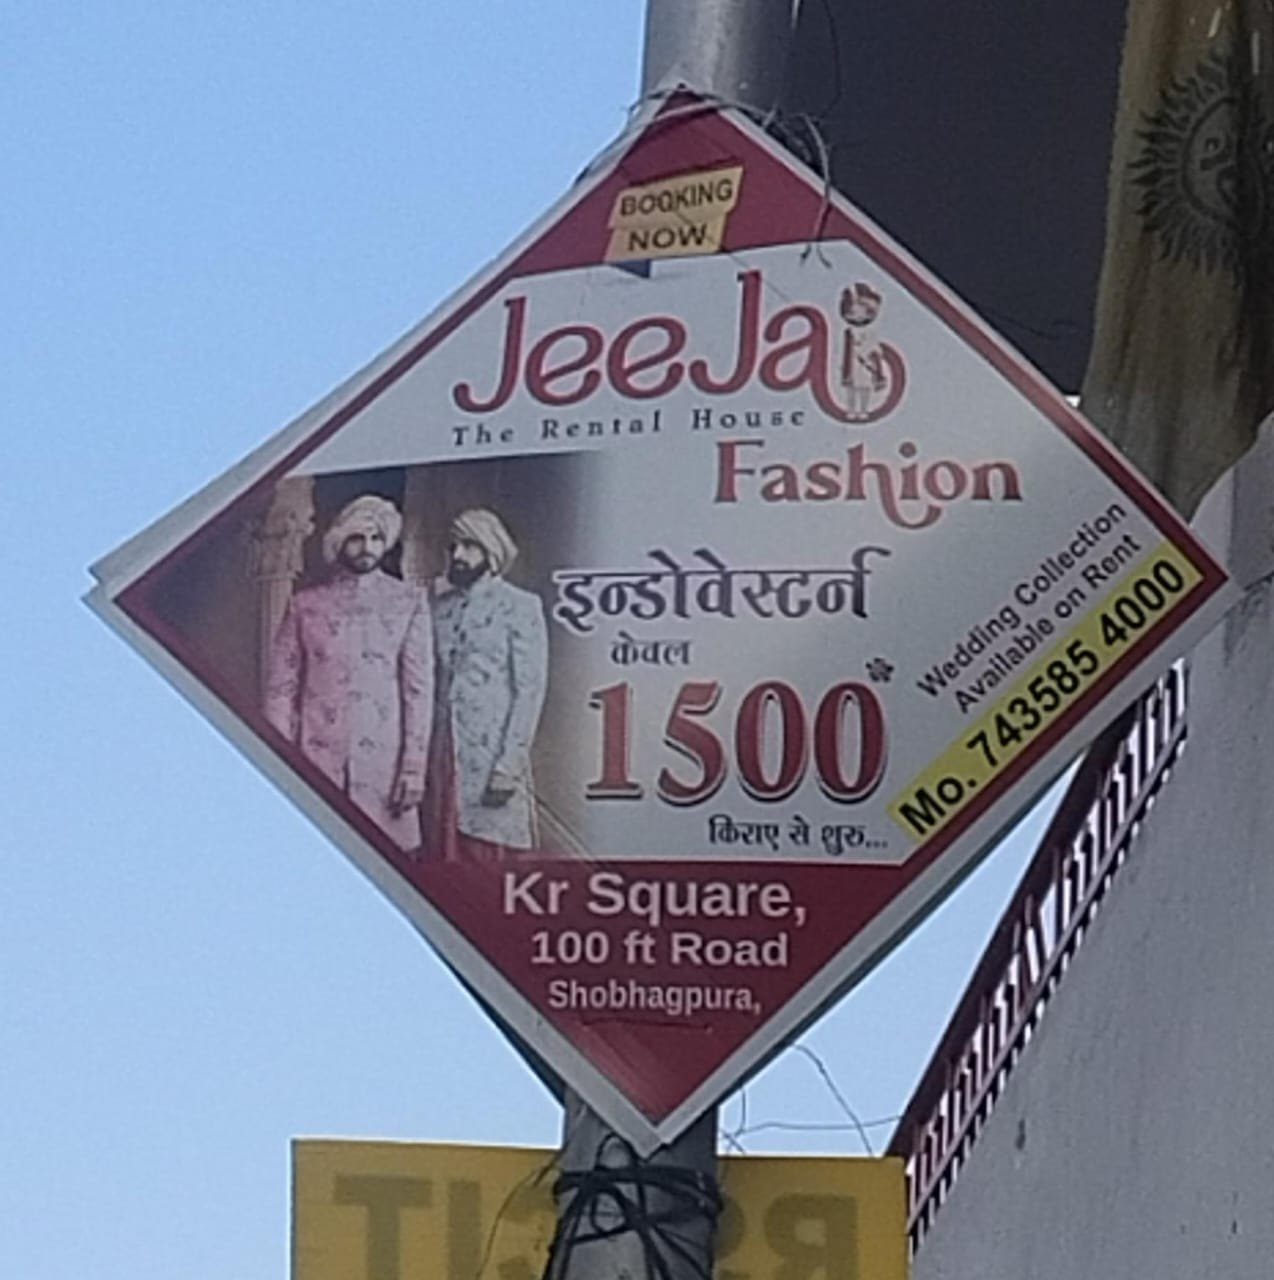 BOOKING
NOW
JeeJai
The Rental House
Fashion
इन्डोवेस्टर्न
केवल
1500*
किराए से शुरु...
Wedding Collection
Available on Rent
Mo. 743585 4000
Kr Square,
100 ft Road
Shobhagpura,